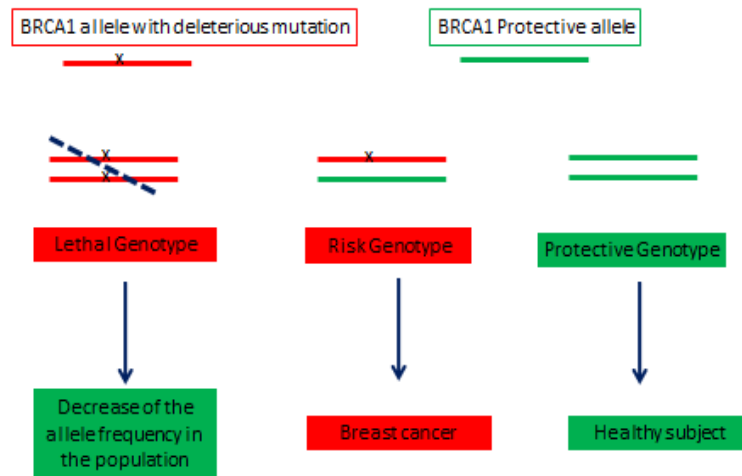 BRCA1 allele with deleterious mutation
BRCA1 Protective allele
x
x
x
x
Lethal Genotype
Risk Genotype
Protective Genotype
Decrease of the
allele frequency in
the population
Breast cancer
Healthy subject